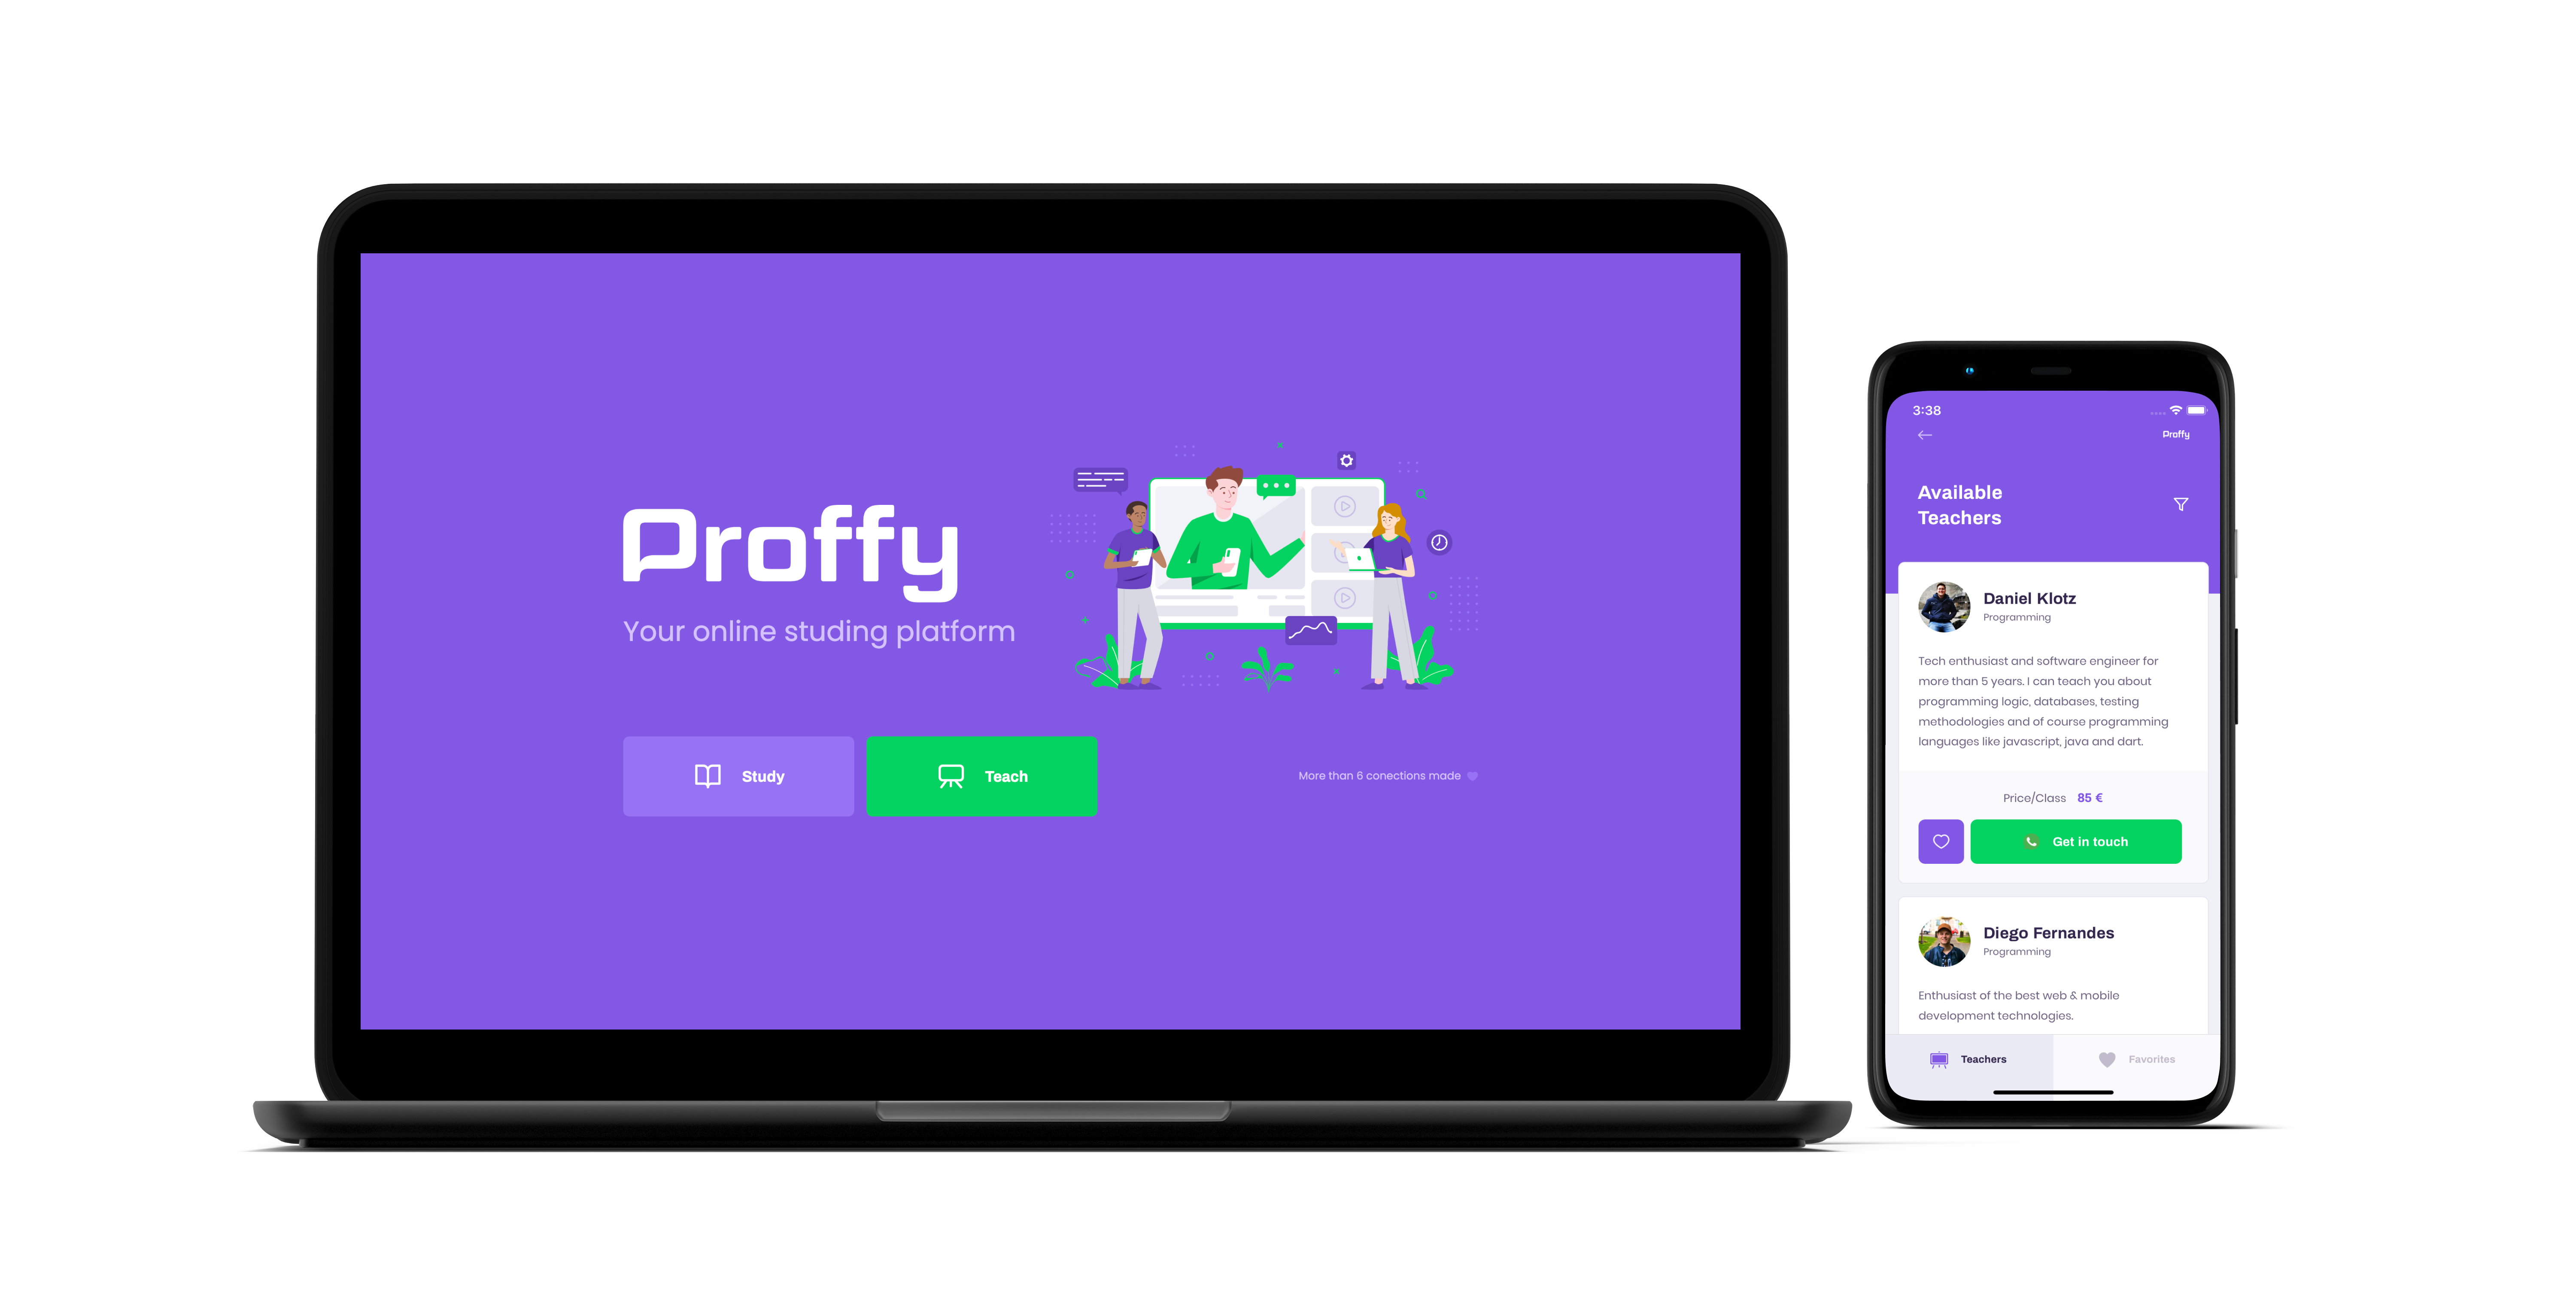 Proffy
Your online studing platform
Study
Teach
More than 6 conections made
3:38
Proffy
Available
Teachers
Daniel Klotz
Programming
Tech enthusiast and software engineer for
more than 5 years. I can teach you about
programming logic, databases, testing
methodologies and of course programming
languages like javascript, java and dart.
Price/Class 85 €
Get in touch
Diego Fernandes
Programming
Enthusiast of the best web & mobile
development technologies.
Teachers
Favorites